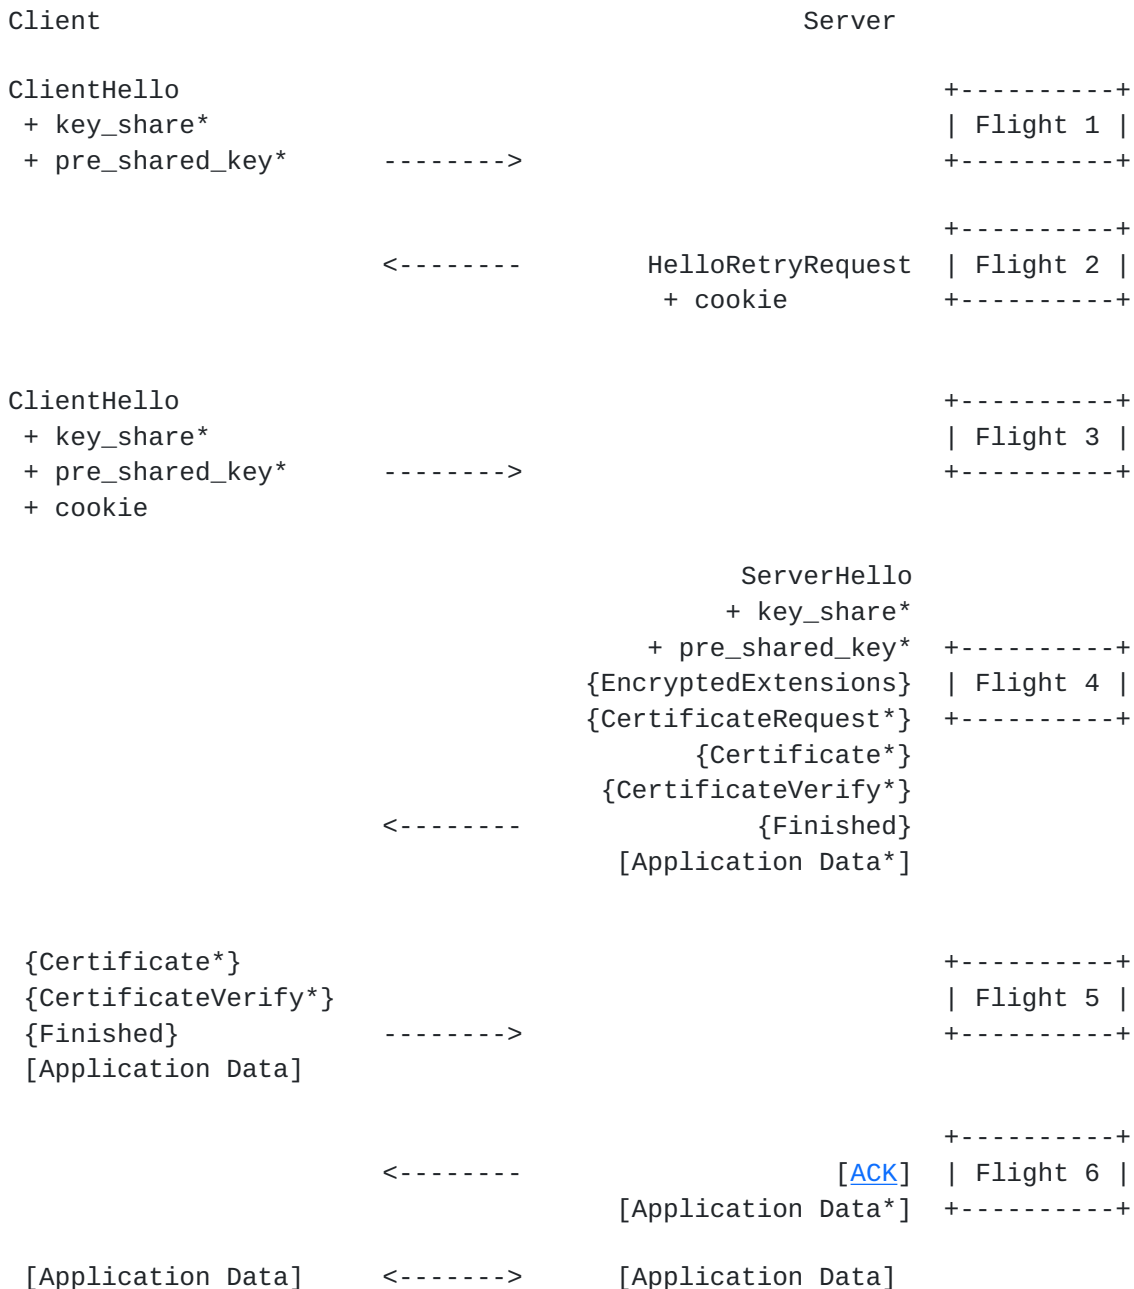 Client                                             Server

ClientHello                                                 +----------+
 + key_share*                                               | Flight 1 |
 + pre_shared_key*      -------->                           +----------+

                                                            +----------+
                        <--------        HelloRetryRequest  | Flight 2 |
                                          + cookie          +----------+


ClientHello                                                 +----------+
 + key_share*                                               | Flight 3 |
 + pre_shared_key*      -------->                           +----------+
 + cookie

                                               ServerHello
                                              + key_share*
                                         + pre_shared_key*  +----------+
                                     {EncryptedExtensions}  | Flight 4 |
                                     {CertificateRequest*}  +----------+
                                            {Certificate*}
                                      {CertificateVerify*}
                        <--------               {Finished}
                                       [Application Data*]


 {Certificate*}                                             +----------+
 {CertificateVerify*}                                       | Flight 5 |
 {Finished}             -------->                           +----------+
 [Application Data]

                                                            +----------+
                        <--------                    [ACK]  | Flight 6 |
                                       [Application Data*]  +----------+

 [Application Data]     <------->      [Application Data]